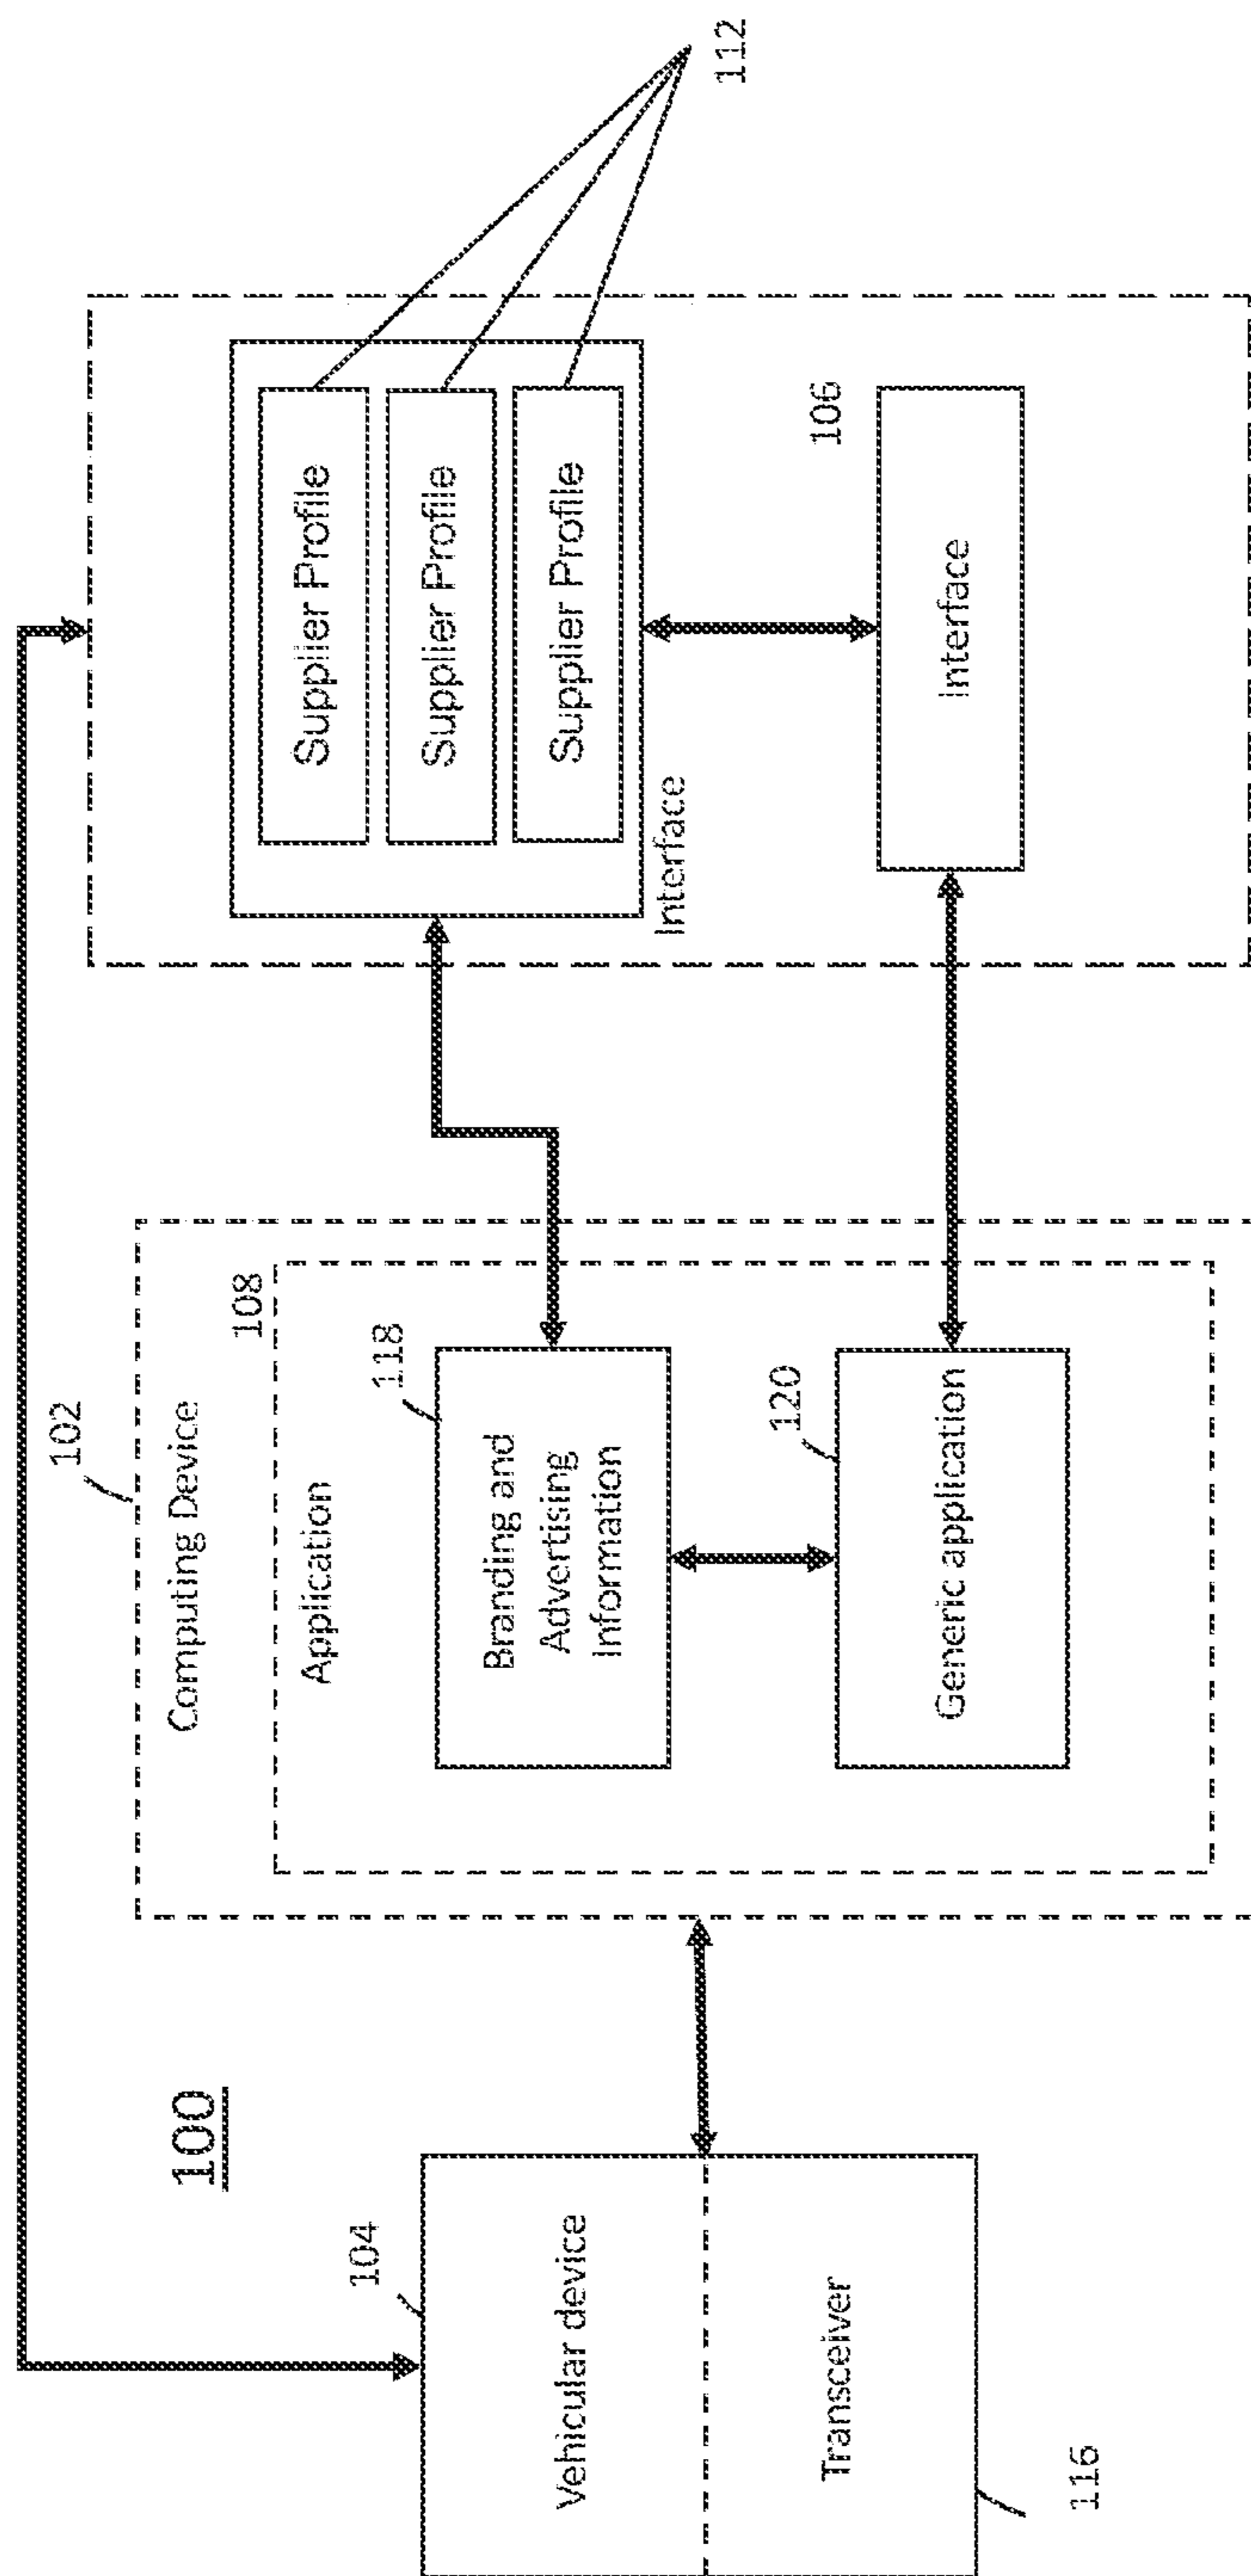 100
104
Vehicular device
Transceiver
116
102
Computing Device
108
Application
118
Branding and
Advertising
Information
120
Generic application
Supplier Profile
Supplier Profile
Supplier Profile
Interface
112
106
Interface